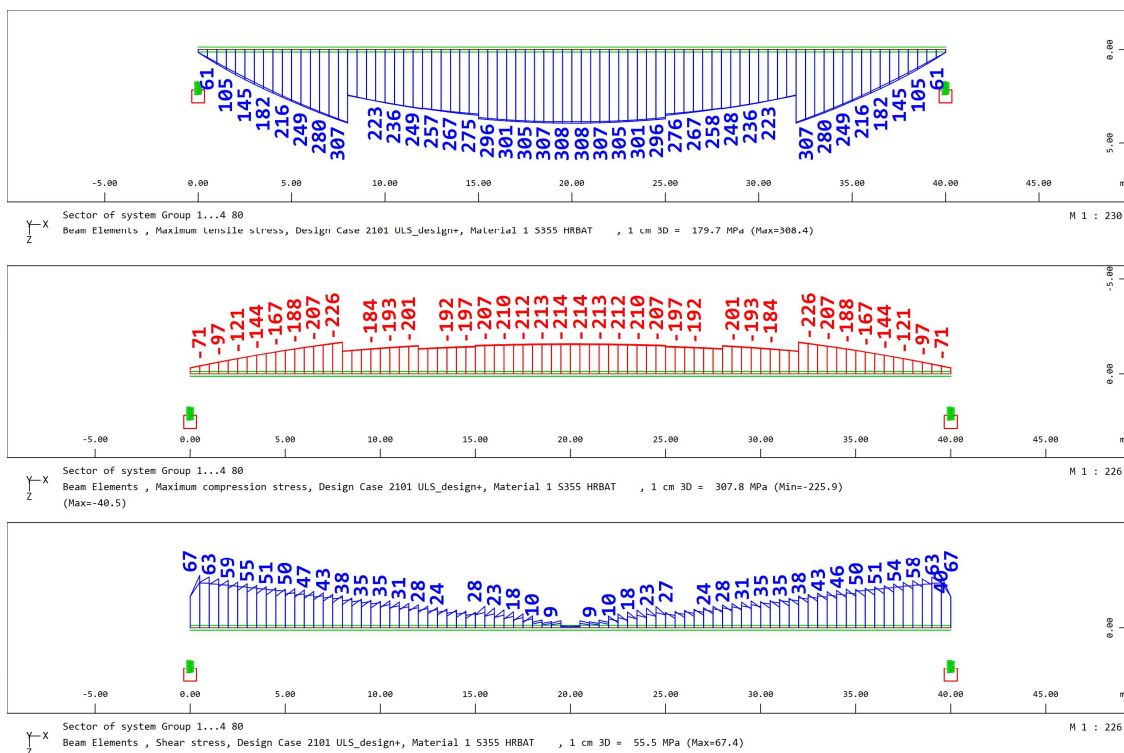 61 105 145 182 216 249 280 307 223 236 249 257 267 275 296 301 305 307 308 308 307 305 301 296 276 267 258 248 236 223 307 280 249 216 182 145 105 61
0.00
5.00
-5.00 0.00 5.00 10.00 15.00 20.00 25.00 30.00 35.00 40.00 45.00 m
Y X Z
Sector of system Group 1...4 80 M 1 : 230
Beam Elements , Maximum tensile stress, Design Case 2101 ULS_design+, Material 1 S355 HRBAT , 1 cm 3D = 179.7 MPa (Max=308.4)
-71 -97 -121 -144 -167 -188 -207 -226 -184 -193 -201 -192 -197 -207 -210 -212 -213 -214 -214 -213 -212 -210 -207 -197 -192 -201 -193 -184 -226 -207 -188 -167 -144 -121 -97 -71
-5.00
0.00
-5.00 0.00 5.00 10.00 15.00 20.00 25.00 30.00 35.00 40.00 45.00 m
Y X Z
Sector of system Group 1...4 80 M 1 : 226
Beam Elements , Maximum compression stress, Design Case 2101 ULS_design+, Material 1 S355 HRBAT , 1 cm 3D = 307.8 MPa (Min=-225.9)
(Max=-40.5)
67 63 59 55 51 50 47 43 38 35 35 31 28 24 28 23 18 10 9 9 10 18 23 27 24 28 31 35 35 38 43 46 50 51 54 58 63 40 67
0.00
-5.00 0.00 5.00 10.00 15.00 20.00 25.00 30.00 35.00 40.00 45.00 m
Y X Z
Sector of system Group 1...4 80 M 1 : 226
Beam Elements , Shear stress, Design Case 2101 ULS_design+, Material 1 S355 HRBAT , 1 cm 3D = 55.5 MPa (Max=67.4)